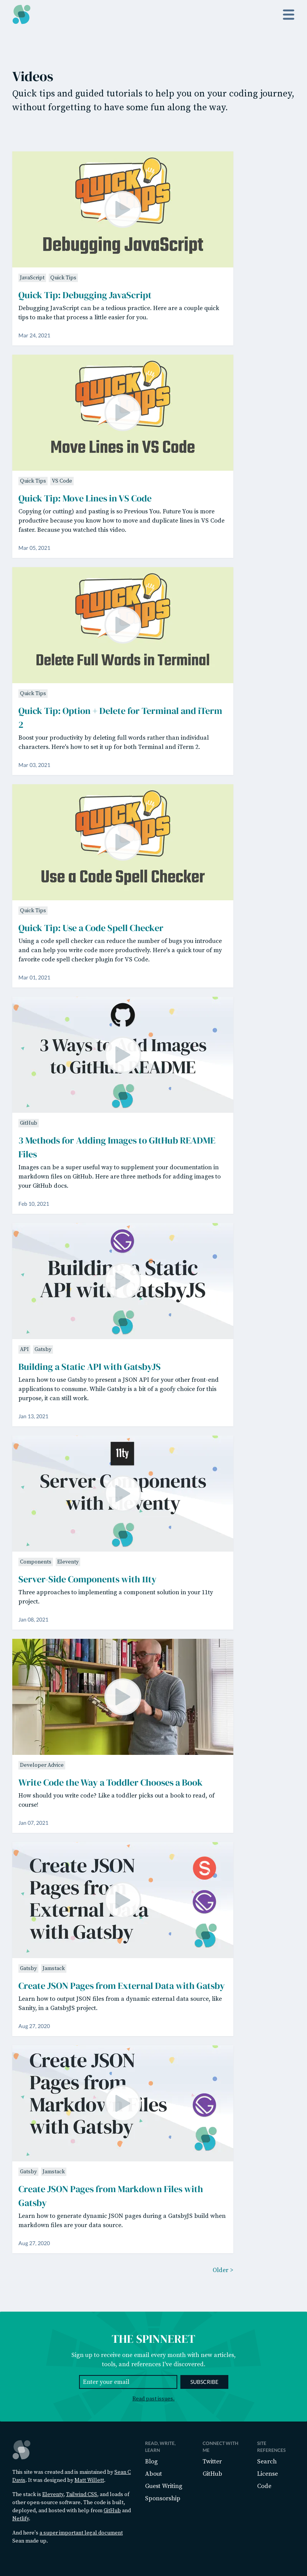 Videos
Quick tips and guided tutorials to help you on your coding journey,
without forgetting to have some fun along the way.
QUICK
TIPS
Debugging JavaScript
JavaScript Quick Tips
Quick Tip: Debugging JavaScript
Debugging JavaScript can be a tedious practice. Here are a couple quick
tips to make that process a little easier for you.
Mar 24, 2021
QUICK
TIPS
Move Lines in VS Code
Quick Tips VS Code
Quick Tip: Move Lines in VS Code
Copying (or cutting) and pasting is so Previous You. Future You is more
productive because you know how to move and duplicate lines in VS Code
faster. Because you watched this video.
Mar 05, 2021
QUICK
TIPS
Delete Full Words in Terminal
Quick Tips
Quick Tip: Option + Delete for Terminal and iTerm
2
Boost your productivity by deleting full words rather than individual
characters. Here's how to set it up for both Terminal and iTerm 2.
Mar 03, 2021
QUICK
TIPS
Use a Code Spell Checker
Quick Tips
Quick Tip: Use a Code Spell Checker
Using a code spell checker can reduce the number of bugs you introduce
and can help you write code more productively. Here's a quick tour of my
favorite code spell checker plugin for VS Code.
Mar 01, 2021
3 Ways to Add Images
to GitHub README
GitHub
3 Methods for Adding Images to GItHub README
Files
Images can be a super useful way to supplement your documentation in
markdown files on GitHub. Here are three methods for adding images to
your GitHub docs.
Feb 10, 2021
Building a Static
API with GatsbyJS
API Gatsby
Building a Static API with GatsbyJS
Learn how to use Gatsby to present a JSON API for your other front-end
applications to consume. While Gatsby is a bit of a goofy choice for this
purpose, it can still work.
Jan 13, 2021
11ty
Server Components
with Eleventy
Components Eleventy
Server-Side Components with 11ty
Three approaches to implementing a component solution in your 11ty
project.
Jan 08, 2021
Developer Advice
Write Code the Way a Toddler Chooses a Book
How should you write code? Like a toddler picks out a book to read, of
course!
Jan 07, 2021
Create JSON
Pages from
External Data
with Gatsby
Gatsby Jamstack
Create JSON Pages from External Data with Gatsby
Learn how to output JSON files from a dynamic external data source, like
Sanity, in a GatsbyJS project.
Aug 27, 2020
Create JSON
Pages from
Markdown Files
with Gatsby
Gatsby Jamstack
Create JSON Pages from Markdown Files with
Gatsby
Learn how to generate dynamic JSON pages during a GatsbyJS build when
markdown files are your data source.
Aug 27, 2020
Older >
THE SPINNERET
Sign up to receive one email every month with new articles,
tools, and references I've discovered.
Enter your email
SUBSCRIBE
Read past issues.
This site was created and is maintained by Sean C
Davis. It was designed by Matt Willett.
The stack is Eleventy, Tailwind CSS, and loads of
other open-source software. The code is built,
deployed, and hosted with help from GitHub and
Netlify.
And here's a super important legal document
Sean made up.
READ, WRITE,
LEARN
Blog
About
Guest Writing
Sponsorship
CONNECT WITH
ME
Twitter
GitHub
SITE
REFERENCES
Search
License
Code